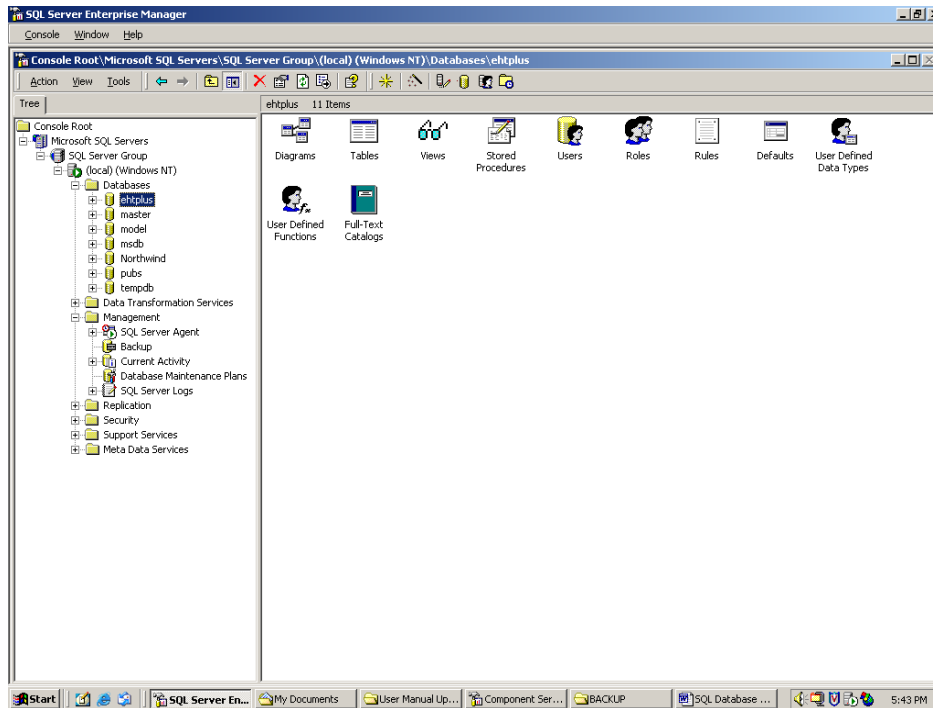 SQL Server Enterprise Manager
Console Window Help
Console Root\Microsoft SQL Servers\SQL Server Group\(local) (Windows NT)\Databases\ehtplus
Action View Tools
Tree
ehtplus 11 Items
Console Root
Microsoft SQL Servers
SQL Server Group
(local) (Windows NT)
Databases
ehtplus
master
model
msdb
Northwind
pubs
tempdb
Data Transformation Services
Management
SQL Server Agent
Backup
Current Activity
Database Maintenance Plans
SQL Server Logs
Replication
Security
Support Services
Meta Data Services
Diagrams
Tables
Views
Stored Procedures
Users
Roles
Rules
Defaults
User Defined Data Types
User Defined Functions
Full-Text Catalogs
Start
SQL Server En...
My Documents
User Manual Up...
Component Ser...
BACKUP
SQL Database ...
5:43 PM